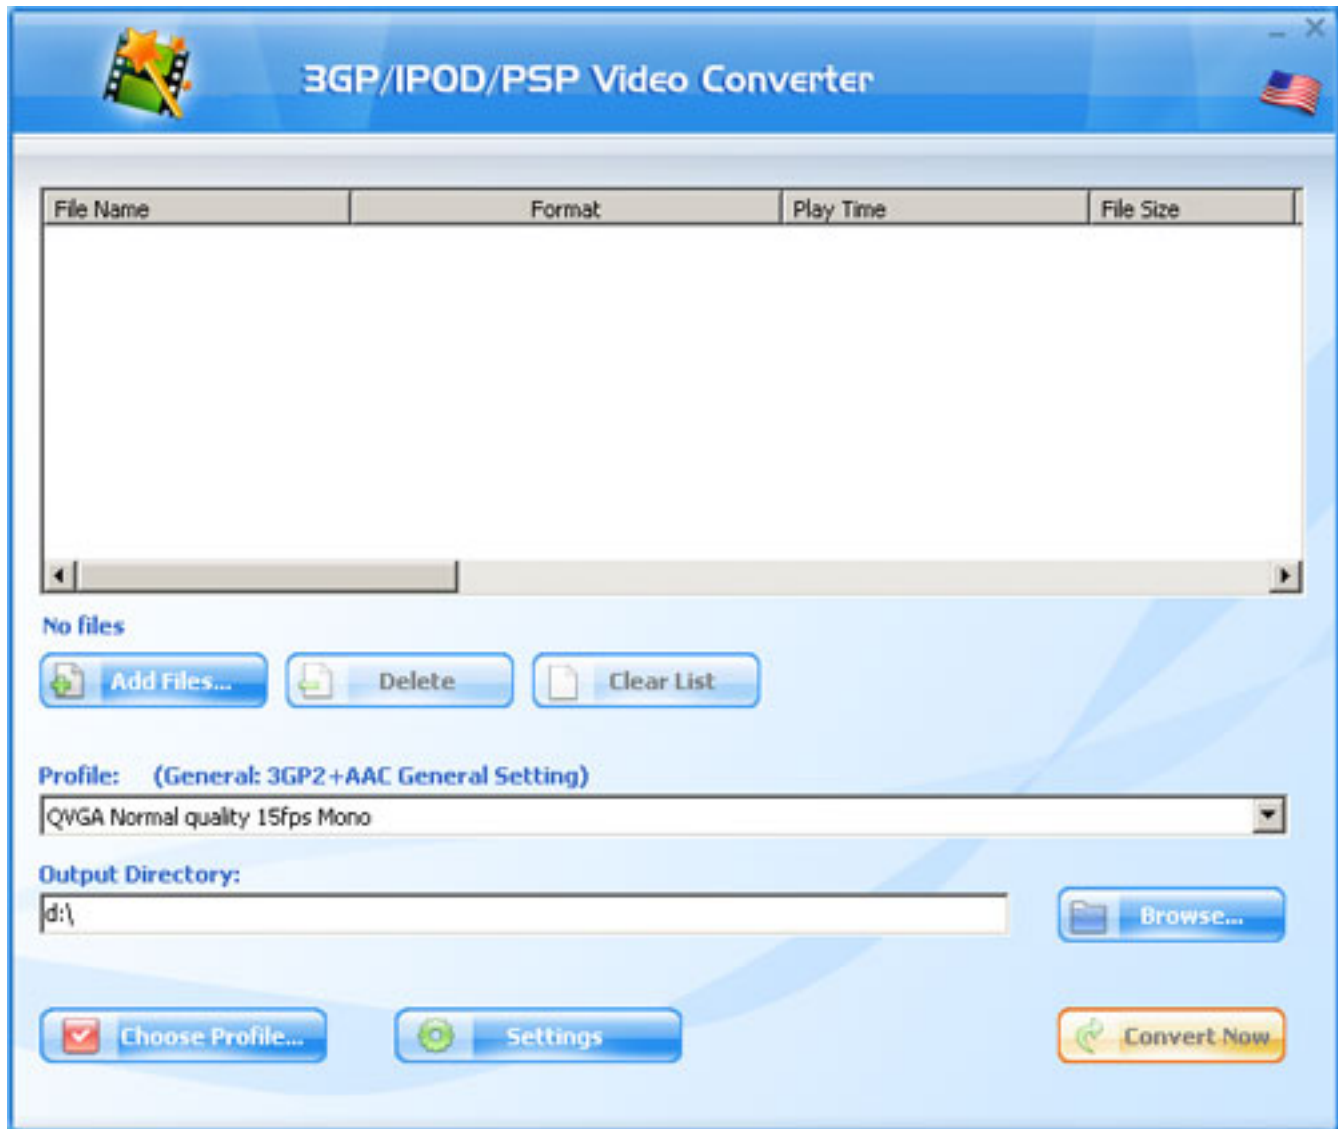 3GP/IPOD/PSP Video Converter
File Name Format Play Time File Size
No files
Add Files... Delete Clear List
Profile: (General: 3GP2+AAC General Setting)
QVGA Normal quality 15fps Mono
Output Directory:
d:\
Browse...
Choose Profile... Settings Convert Now